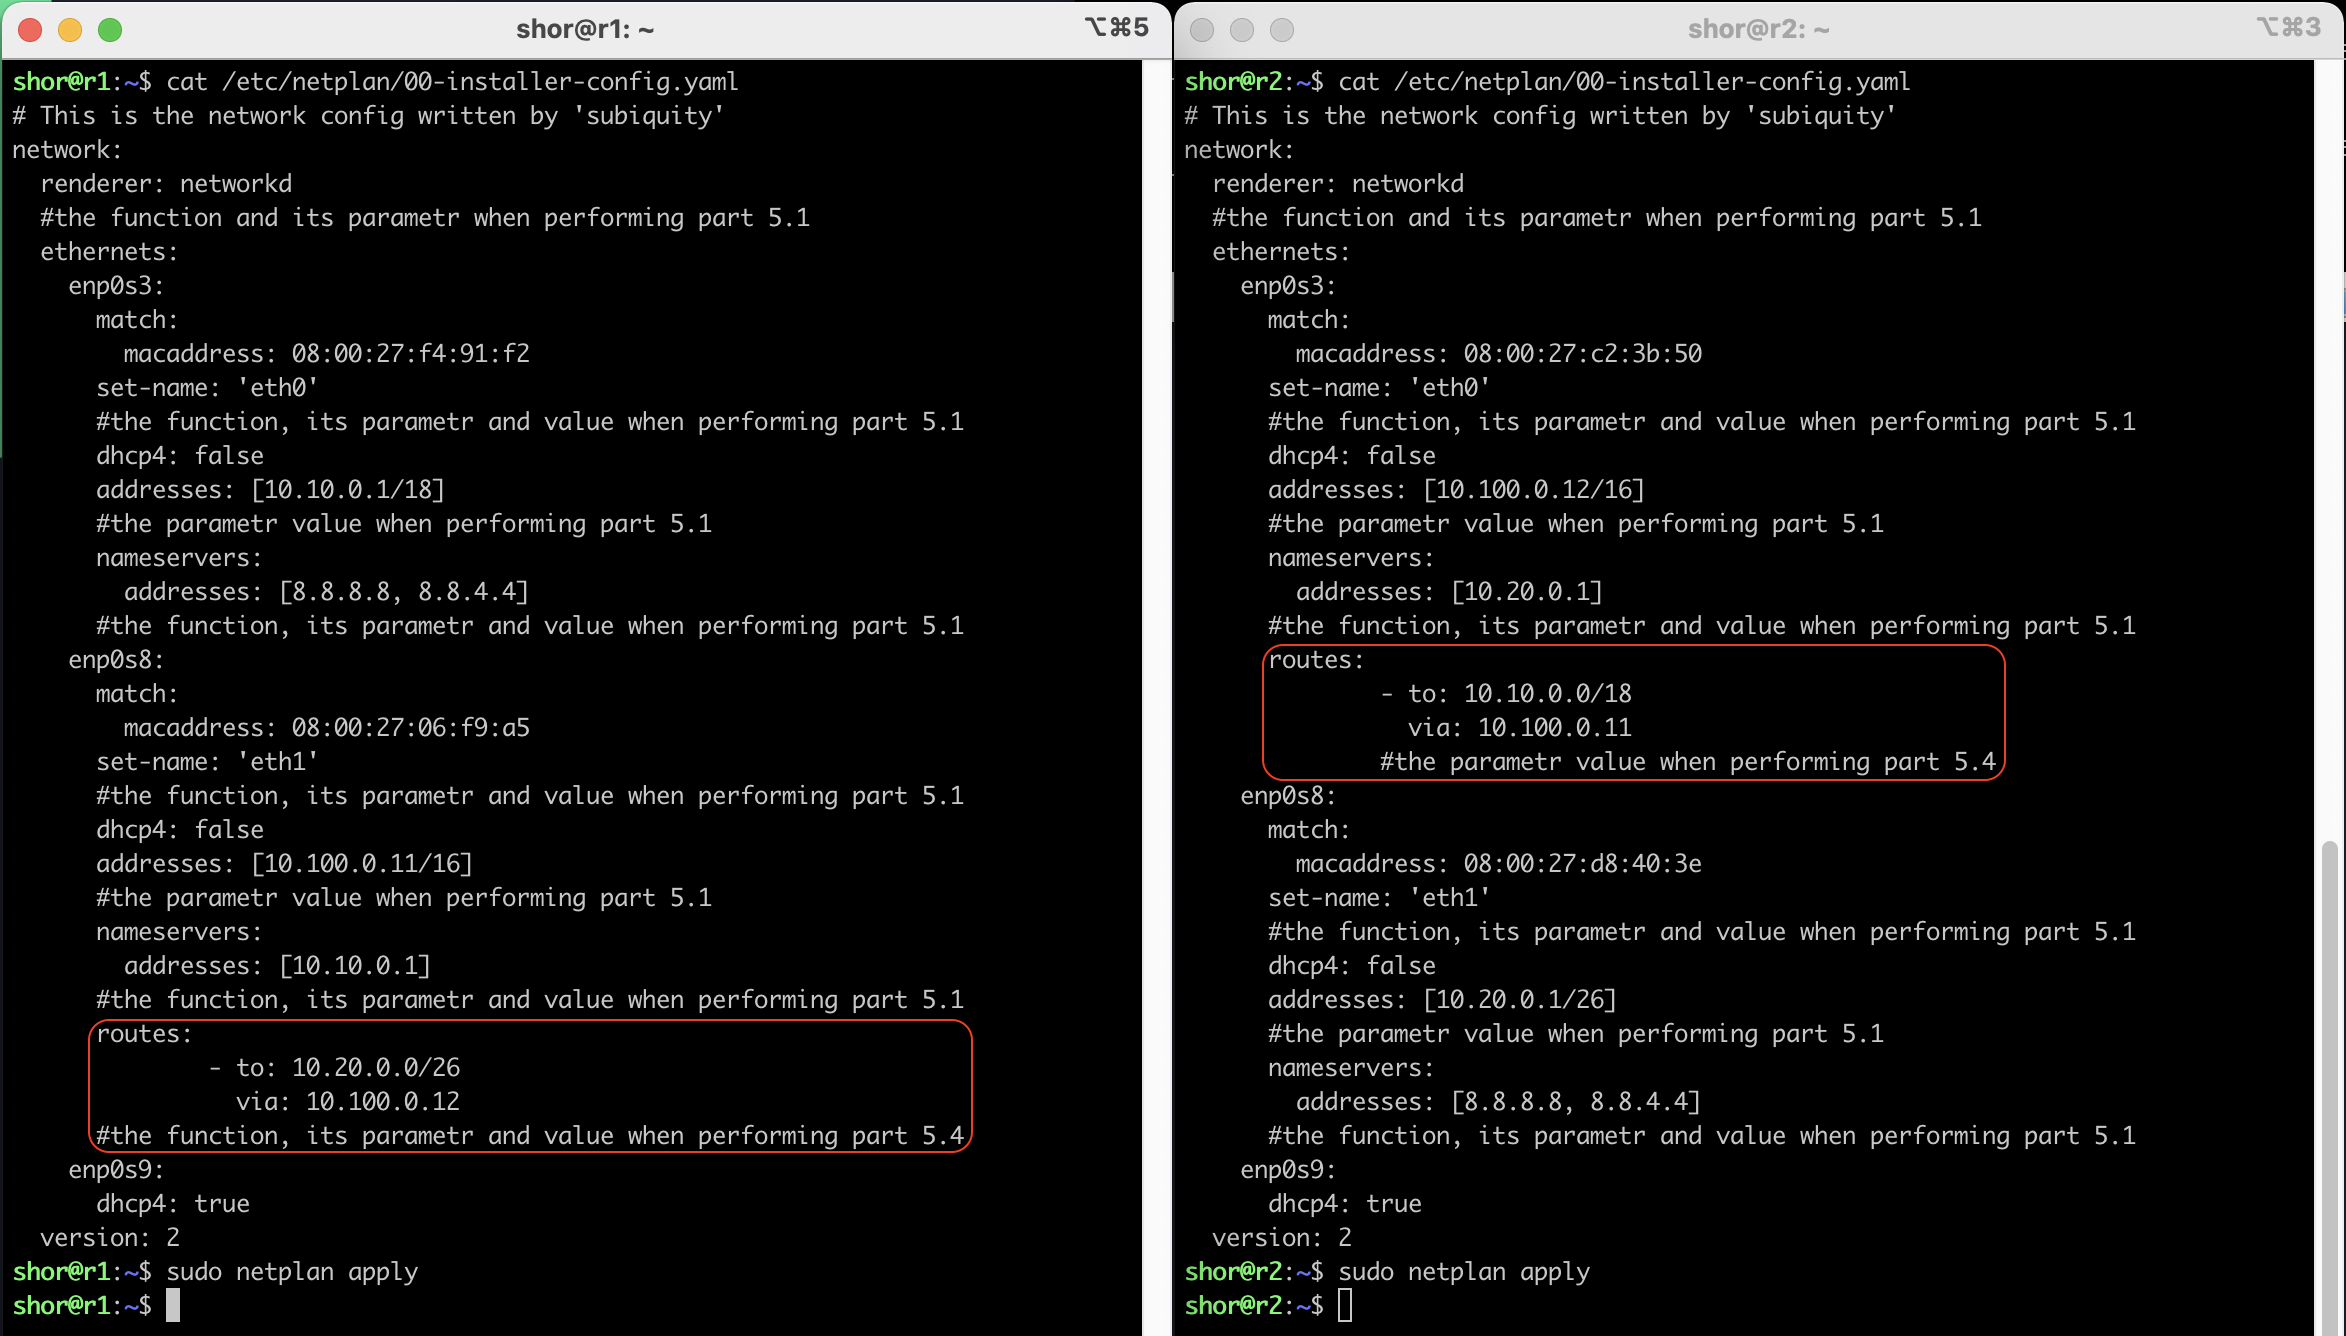 shor@r1: ~
⌥⌘5
shor@r1:~$ cat /etc/netplan/00-installer-config.yaml
# This is the network config written by 'subiquity'
network:
  renderer: networkd
  #the function and its parametr when performing part 5.1
  ethernets:
    enp0s3:
      match:
        macaddress: 08:00:27:f4:91:f2
      set-name: 'eth0'
      #the function, its parametr and value when performing part 5.1
      dhcp4: false
      addresses: [10.10.0.1/18]
      #the parametr value when performing part 5.1
      nameservers:
        addresses: [8.8.8.8, 8.8.4.4]
      #the function, its parametr and value when performing part 5.1
    enp0s8:
      match:
        macaddress: 08:00:27:06:f9:a5
      set-name: 'eth1'
      #the function, its parametr and value when performing part 5.1
      dhcp4: false
      addresses: [10.100.0.11/16]
      #the parametr value when performing part 5.1
      nameservers:
        addresses: [10.10.0.1]
      #the function, its parametr and value when performing part 5.1
      routes:
              - to: 10.20.0.0/26
                via: 10.100.0.12
      #the function, its parametr and value when performing part 5.4
    enp0s9:
      dhcp4: true
  version: 2
shor@r1:~$ sudo netplan apply
shor@r1:~$
shor@r2: ~
⌥⌘3
shor@r2:~$ cat /etc/netplan/00-installer-config.yaml
# This is the network config written by 'subiquity'
network:
  renderer: networkd
  #the function and its parametr when performing part 5.1
  ethernets:
    enp0s3:
      match:
        macaddress: 08:00:27:c2:3b:50
      set-name: 'eth0'
      #the function, its parametr and value when performing part 5.1
      dhcp4: false
      addresses: [10.100.0.12/16]
      #the parametr value when performing part 5.1
      nameservers:
        addresses: [10.20.0.1]
      #the function, its parametr and value when performing part 5.1
      routes:
              - to: 10.10.0.0/18
                via: 10.100.0.11
              #the parametr value when performing part 5.4
    enp0s8:
      match:
        macaddress: 08:00:27:d8:40:3e
      set-name: 'eth1'
      #the function, its parametr and value when performing part 5.1
      dhcp4: false
      addresses: [10.20.0.1/26]
      #the parametr value when performing part 5.1
      nameservers:
        addresses: [8.8.8.8, 8.8.4.4]
      #the function, its parametr and value when performing part 5.1
    enp0s9:
      dhcp4: true
  version: 2
shor@r2:~$ sudo netplan apply
shor@r2:~$